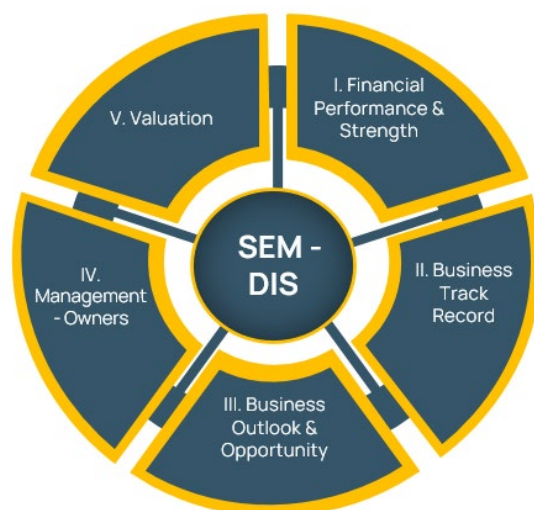 I. Financial
Performance &
Strength
II. Business
Track
Record
III. Business
Outlook &
Opportunity
IV.
Management
- Owners
V. Valuation
SEM -
DIS